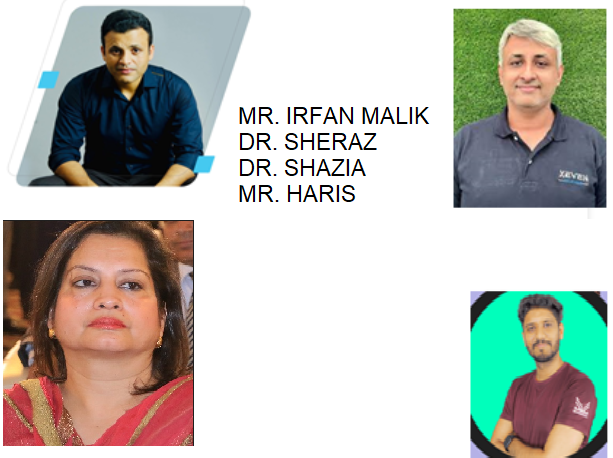 MR. IRFAN MALIK
DR. SHERAZ
DR. SHAZIA
MR. HARIS
XEVEN